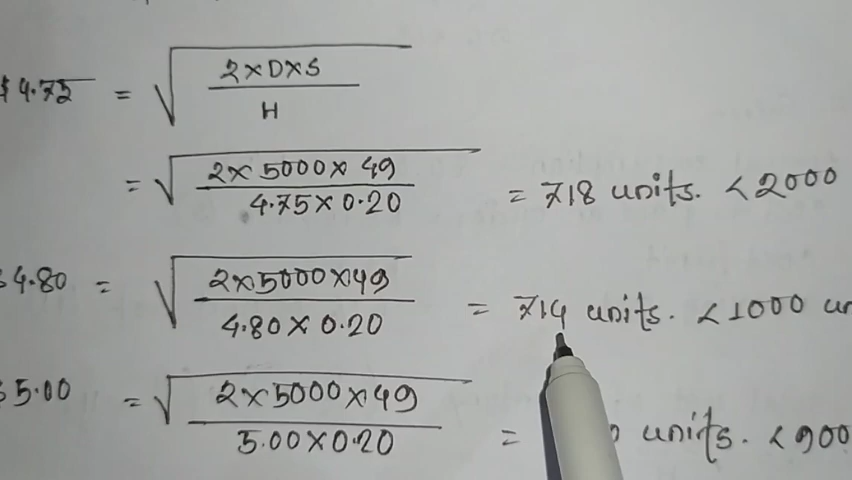 $4.75 = √ 2×D×S / H
= √ 2×5000×49 / 4.75×0.20 = 718 units. <2000
$4.80 = √ 2×5000×49 / 4.80×0.20 = 714 units. <1000
$5.00 = √ 2×5000×49 / 5.00×0.20 = units. <900